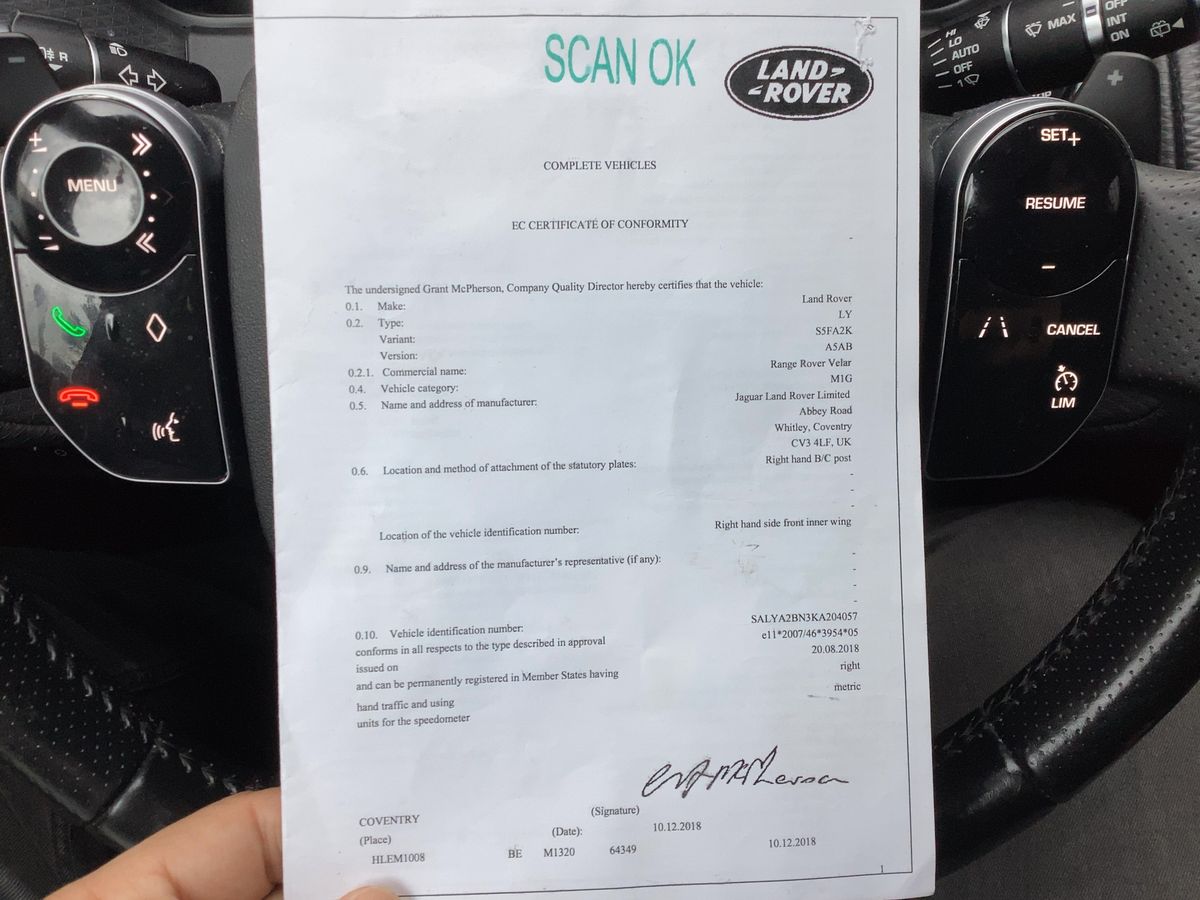 SCAN OK
LAND-
-ROVER
COMPLETE VEHICLES
EC CERTIFICATE OF CONFORMITY
The undersigned Grant McPherson, Company Quality Director hereby certifies that the vehicle:
0.1. Make: Land Rover
0.2. Type: LY
Variant: S5FA2K
Version: A5AB
0.2.1. Commercial name: Range Rover Velar
0.4. Vehicle category: M1G
0.5. Name and address of manufacturer: Jaguar Land Rover Limited
Abbey Road
Whitley, Coventry
CV3 4LF, UK
0.6. Location and method of attachment of the statutory plates: Right hand B/C post
-
-
Location of the vehicle identification number: Right hand side front inner wing
0.9. Name and address of the manufacturer's representative (if any): -
-
-
-
0.10. Vehicle identification number: SALYA2BN3KA204057
conforms in all respects to the type described in approval e11*2007/46*3954*05
issued on 20.08.2018
and can be permanently registered in Member States having right
hand traffic and using metric
units for the speedometer
(Signature)
COVENTRY
(Place) (Date): 10.12.2018
HLEM1008 BE M1320 64349 10.12.2018
1
R
MENU
HI
LO
AUTO
OFF
1
MAX
OFF
INT
ON
+
SET+
RESUME
CANCEL
LIM